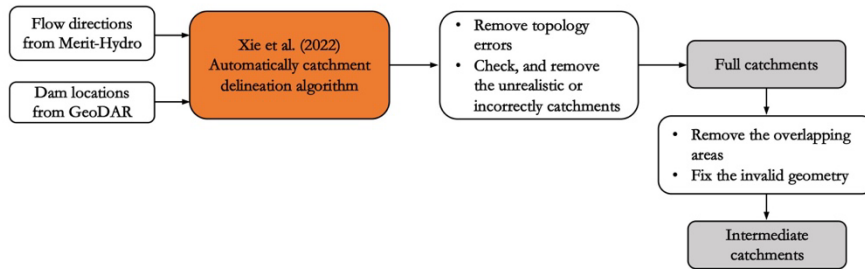 Flow directions
from Merit-Hydro
Dam locations
from GeoDAR
Xie et al. (2022)
Automatically catchment
delineation algorithm
• Remove topology
errors
• Check, and remove
the unrealistic or
incorrectly catchments
Full catchments
• Remove the overlapping
areas
• Fix the invalid geometry
Intermediate
catchments